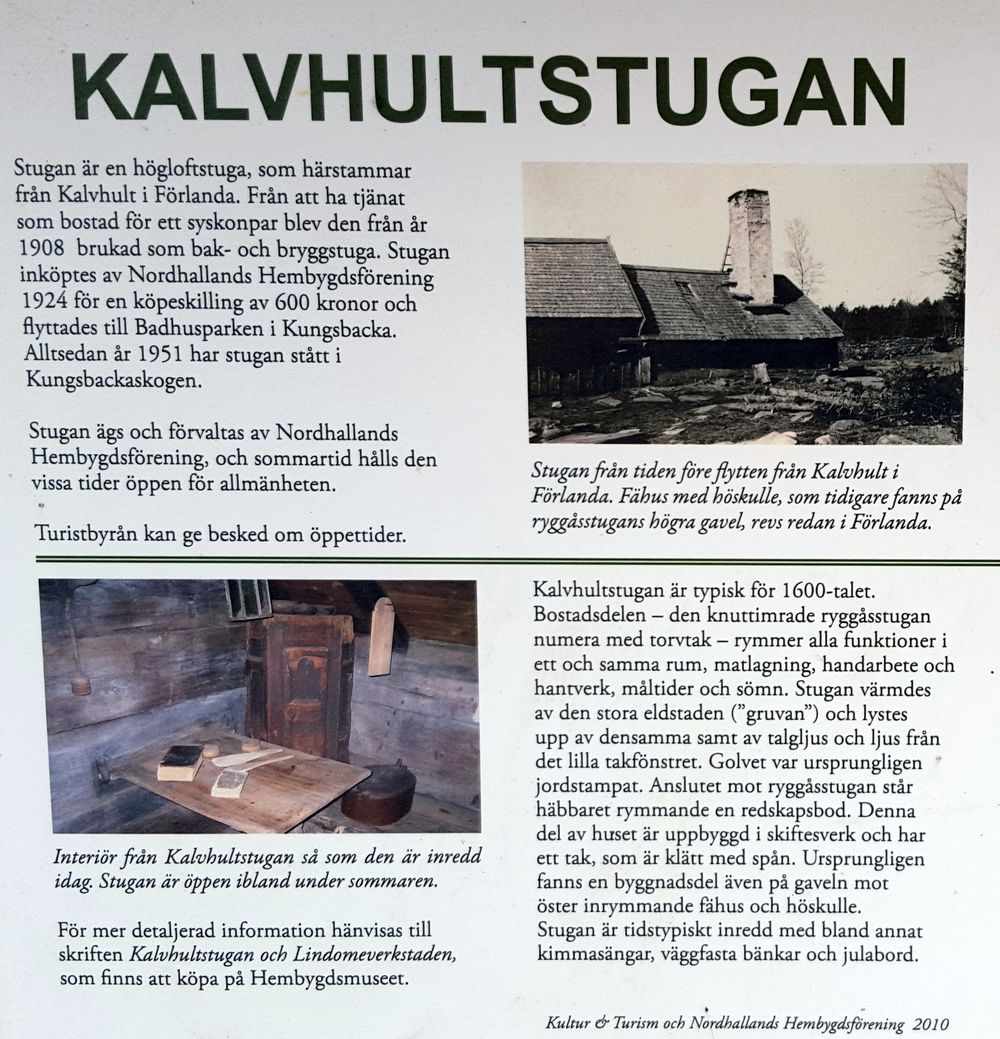 KALVHULTSTUGAN
Stugan är en högloftstuga, som härstammar
från Kalvhult i Förlanda. Från att ha tjänat
som bostad för ett syskonpar blev den från år
1908 brukad som bak- och bryggstuga. Stugan
inköptes av Nordhallands Hembygdsförening
1924 för en köpeskilling av 600 kronor och
flyttades till Badhusparken i Kungsbacka.
Alltsedan år 1951 har stugan stått i
Kungsbackaskogen.
Stugan ägs och förvaltas av Nordhallands
Hembygdsförening, och sommartid hålls den
vissa tider öppen för allmänheten.
Turistbyrån kan ge besked om öppettider.
Stugan från tiden före flytten från Kalvhult i
Förlanda. Fähus med höskulle, som tidigare fanns på
ryggåsstugans högra gavel, revs redan i Förlanda.
Interiör från Kalvhultstugan så som den är inredd
idag. Stugan är öppen ibland under sommaren.
För mer detaljerad information hänvisas till
skriften Kalvhultstugan och Lindomeverkstaden,
som finns att köpa på Hembygdsmuseet.
Kalvhultstugan är typisk för 1600-talet.
Bostadsdelen – den knuttimrade ryggåsstugan
numera med torvtak – rymmer alla funktioner i
ett och samma rum, matlagning, handarbete och
hantverk, måltider och sömn. Stugan värmdes
av den stora eldstaden (”gruvan”) och lystes
upp av densamma samt av talgljus och ljus från
det lilla takfönstret. Golvet var ursprungligen
jordstampat. Anslutet mot ryggåsstugan står
häbbaret rymmande en redskapsbod. Denna
del av huset är uppbyggd i skiftesverk och har
ett tak, som är klätt med spån. Ursprungligen
fanns en byggnadsdel även på gaveln mot
öster inrymmande fähus och höskulle.
Stugan är tidstypiskt inredd med bland annat
kimmasängar, väggfasta bänkar och julabord.
Kultur & Turism och Nordhallands Hembygdsförening 2010